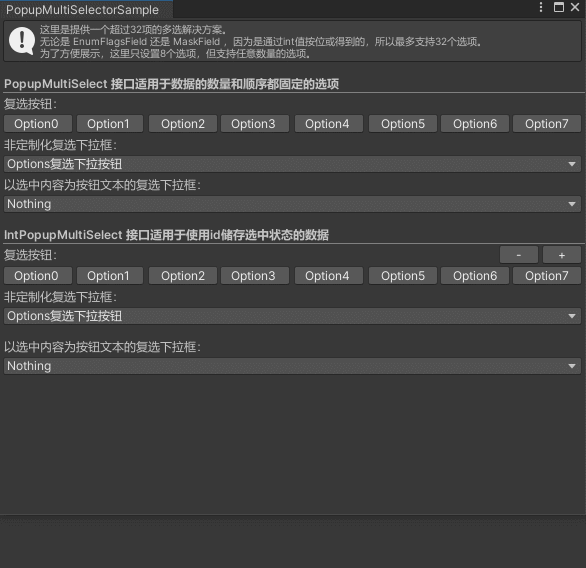 PopupMultiSelectorSample
这里是提供一个超过32项的多选解决方案。
无论是 EnumFlagsField 还是 MaskField ，因为是通过int值按位或得到的，所以最多支持32个选项。
为了方便展示，这里只设置8个选项，但支持任意数量的选项。
PopupMultiSelect 接口适用于数据的数量和顺序都固定的选项
复选按钮：
Option0 Option1 Option2 Option3 Option4 Option5 Option6 Option7
非定制化复选下拉框：
Options复选下拉按钮
以选中内容为按钮文本的复选下拉框：
Nothing
IntPopupMultiSelect 接口适用于使用id储存选中状态的数据
复选按钮： - +
Option0 Option1 Option2 Option3 Option4 Option5 Option6 Option7
非定制化复选下拉框：
Options复选下拉按钮
以选中内容为按钮文本的复选下拉框：
Nothing